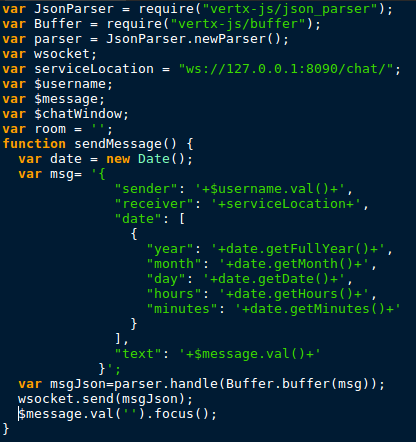 var JsonParser = require("vertx-js/json_parser");
var Buffer = require("vertx-js/buffer");
var parser = JsonParser.newParser();
var wsocket;
var serviceLocation = "ws://127.0.0.1:8090/chat/";
var $username;
var $message;
var $chatWindow;
var room = '';
function sendMessage() {
  var date = new Date();
  var msg= '{
              "sender": '+$username.val()+',
              "receiver": '+serviceLocation+',
              "date": [
                {
                  "year": '+date.getFullYear()+',
                  "month": '+date.getMonth()+',
                  "day": '+date.getDate()+',
                  "hours": '+date.getHours()+',
                  "minutes": '+date.getMinutes()+'
                }
              ],
              "text": '+$message.val()+'
            }';
  var msgJson=parser.handle(Buffer.buffer(msg));
  wsocket.send(msgJson);
  $message.val('').focus();
}